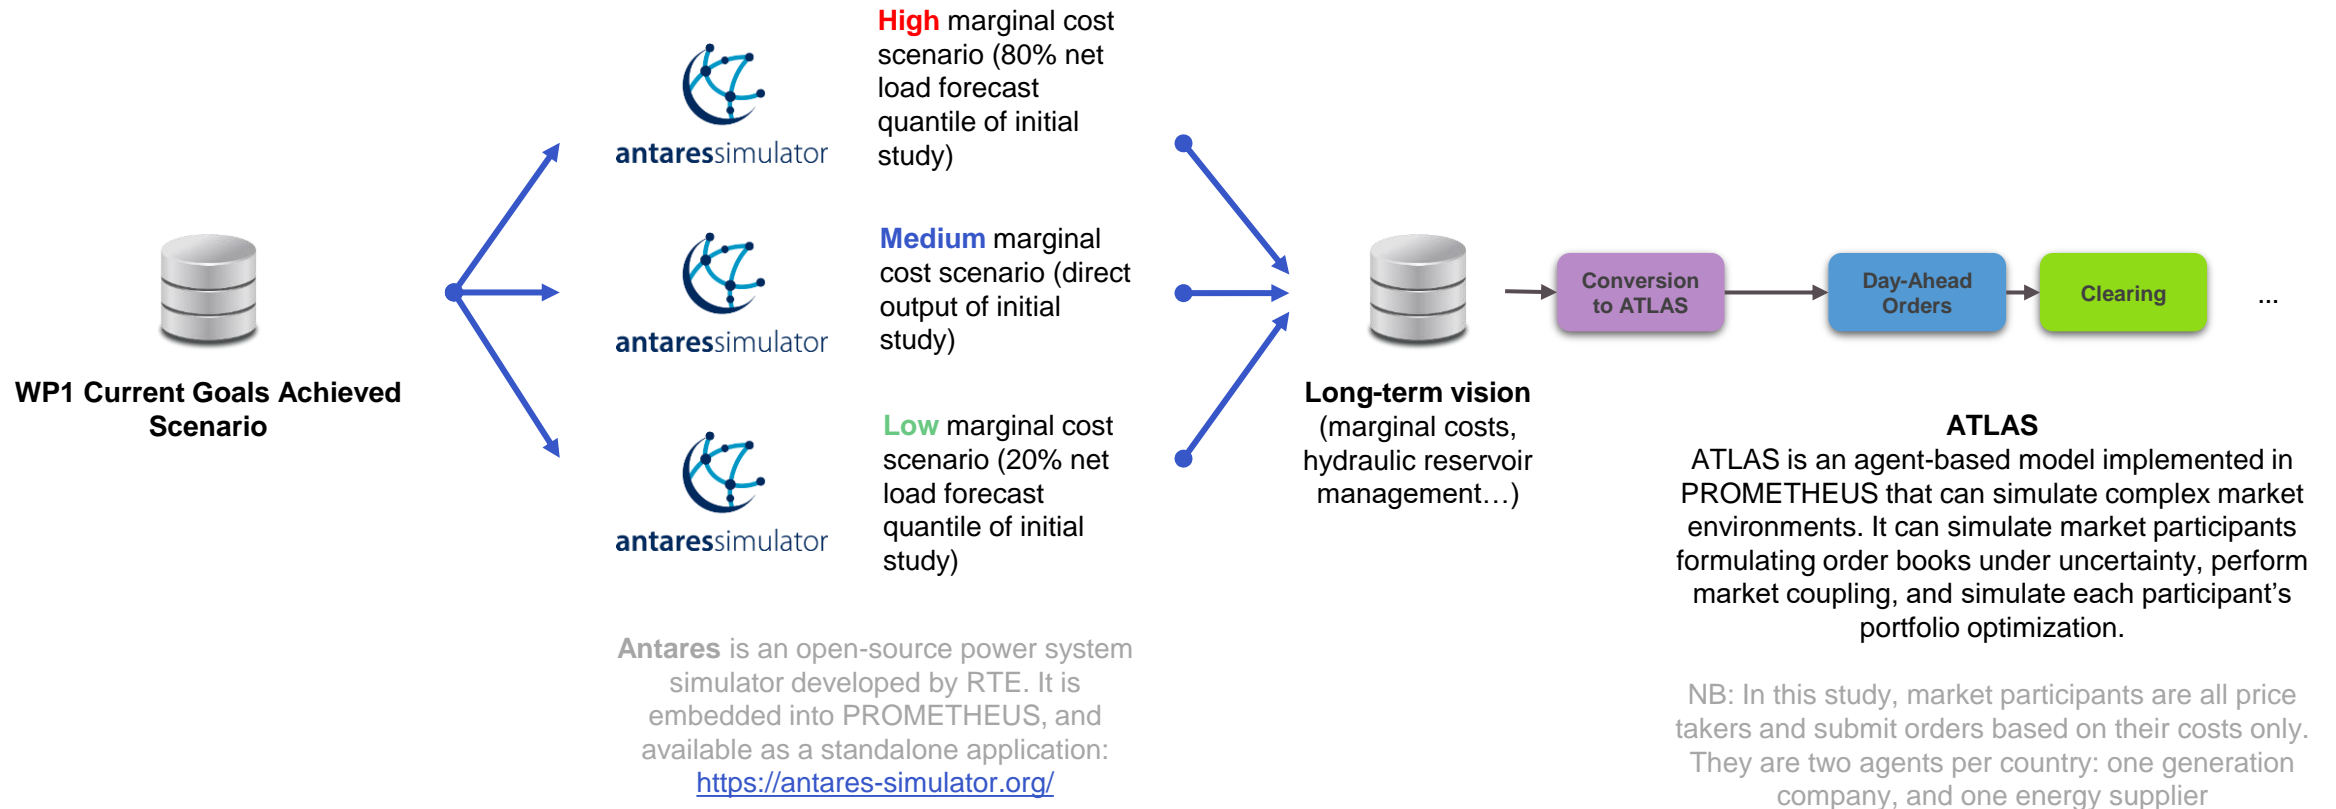 WP1 Current Goals Achieved
Scenario
antaressimulator
High marginal cost
scenario (80% net
load forecast
quantile of initial
study)
antaressimulator
Medium marginal
cost scenario (direct
output of initial
study)
antaressimulator
Low marginal cost
scenario (20% net
load forecast
quantile of initial
study)
Antares is an open-source power system
simulator developed by RTE. It is
embedded into PROMETHEUS, and
available as a standalone application:
https://antares-simulator.org/
Long-term vision
(marginal costs,
hydraulic reservoir
management…)
Conversion
to ATLAS
Day-Ahead
Orders
Clearing
...
ATLAS
ATLAS is an agent-based model implemented in
PROMETHEUS that can simulate complex market
environments. It can simulate market participants
formulating order books under uncertainty, perform
market coupling, and simulate each participant’s
portfolio optimization.
NB: In this study, market participants are all price
takers and submit orders based on their costs only.
They are two agents per country: one generation
company, and one energy supplier